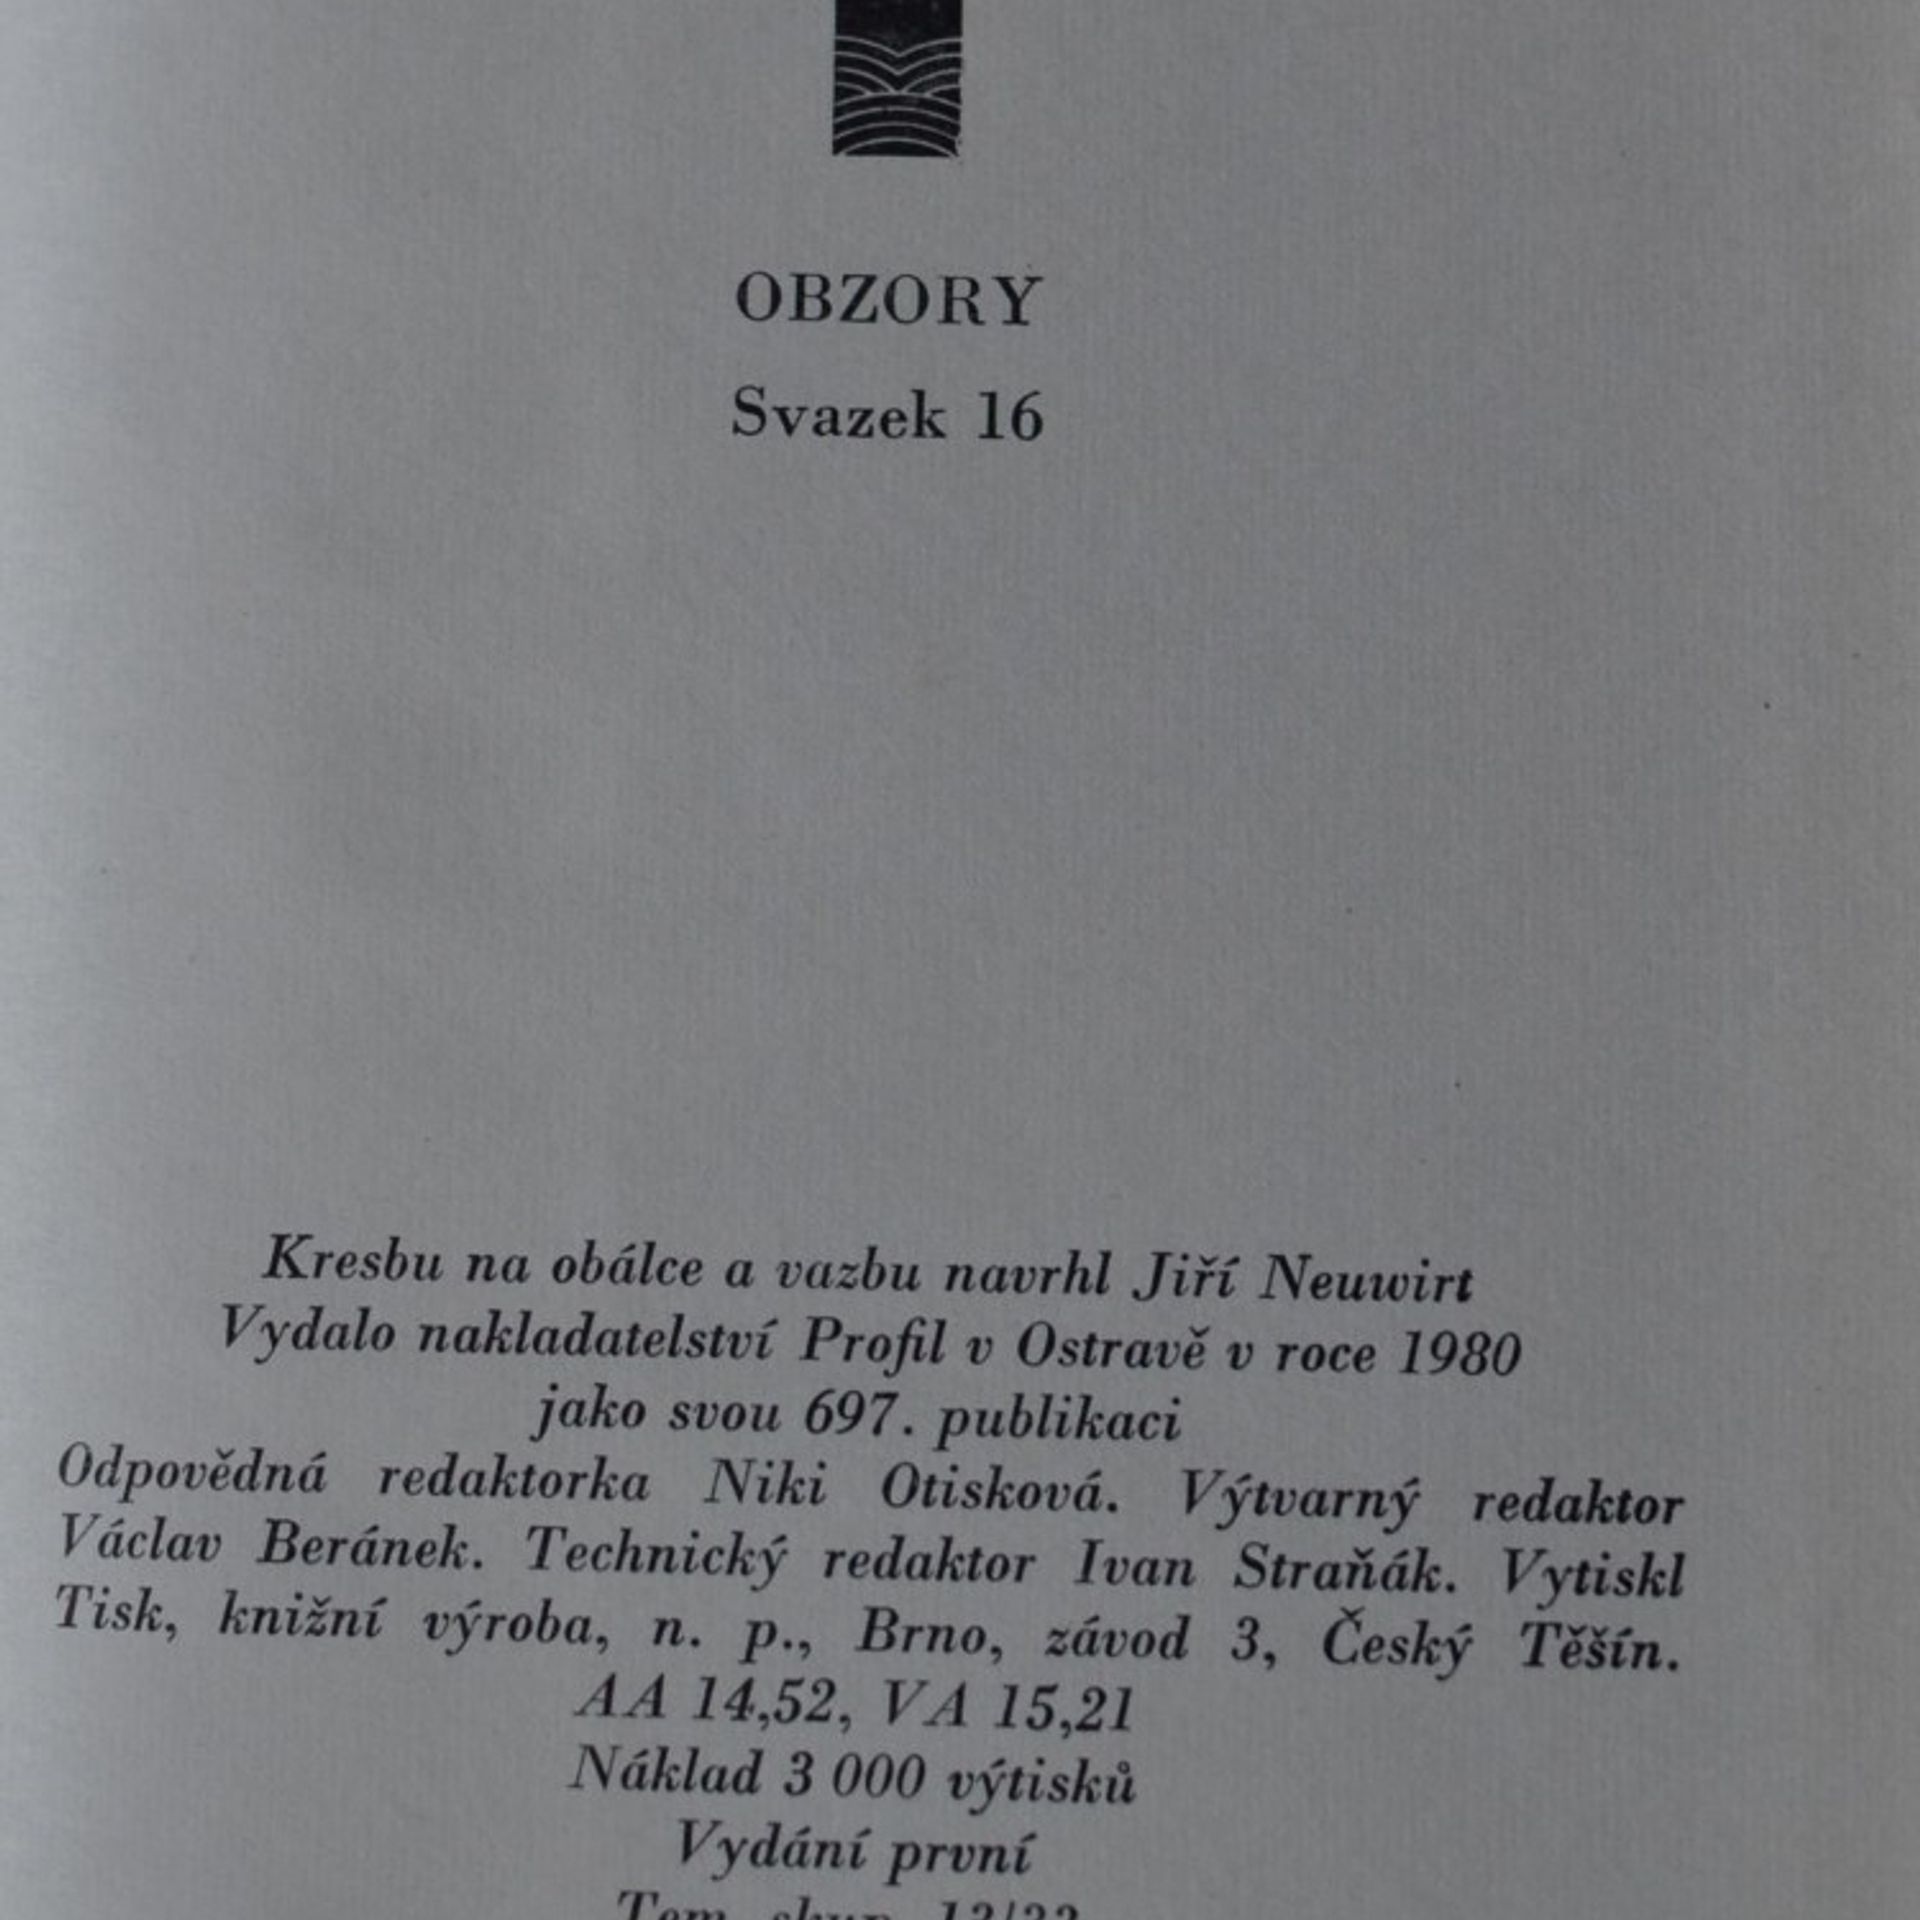 OBZORY
Svazek 16
Kresbu na obálce a vazbu navrhl Jiří Neuwirt
Vydalo nakladatelství Profil v Ostravě v roce 1980
jako svou 697. publikaci
Odpovědná redaktorka Niki Otisková. Výtvarný redaktor
Václav Beránek. Technický redaktor Ivan Straňák. Vytiskl
Tisk, knižní výroba, n. p., Brno, závod 3, Český Těšín.
AA 14,52, VA 15,21
Náklad 3 000 výtisků
Vydání první
Tem. skup.